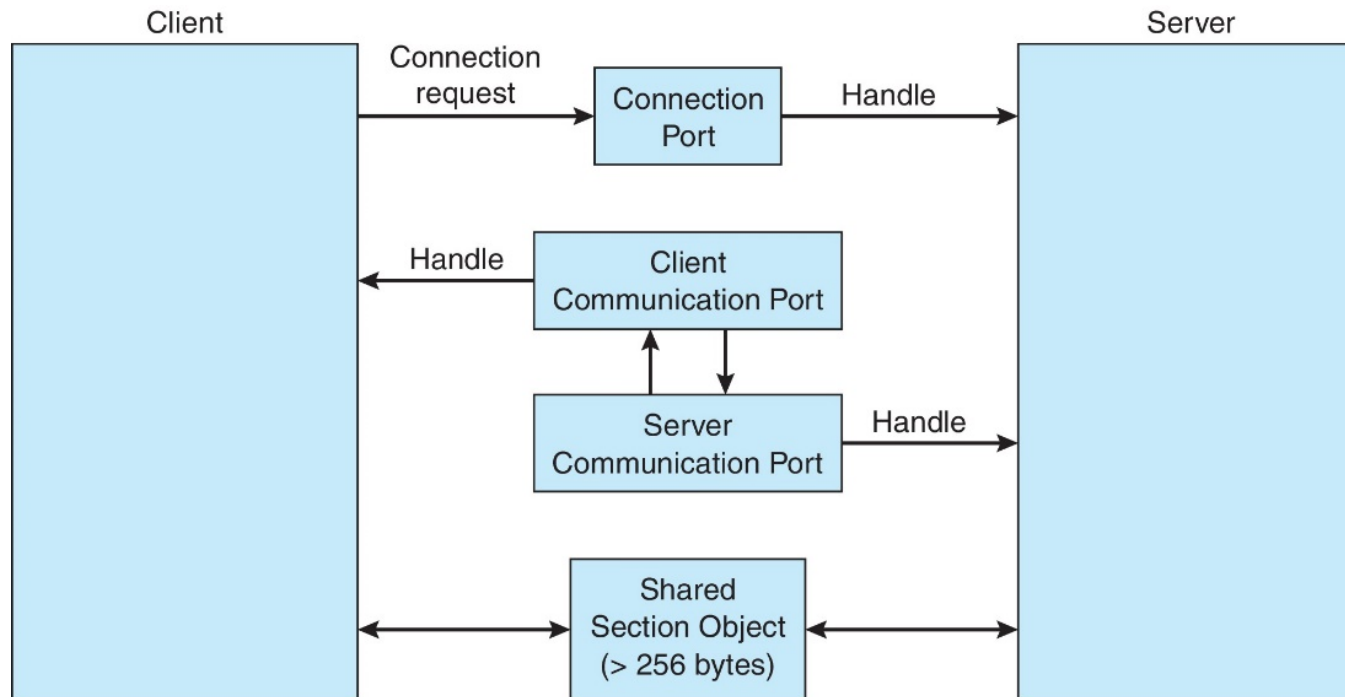 Client
Server
Connection
request
Connection
Port
Handle
Handle
Client
Communication Port
Server
Communication Port
Handle
Shared
Section Object
(> 256 bytes)